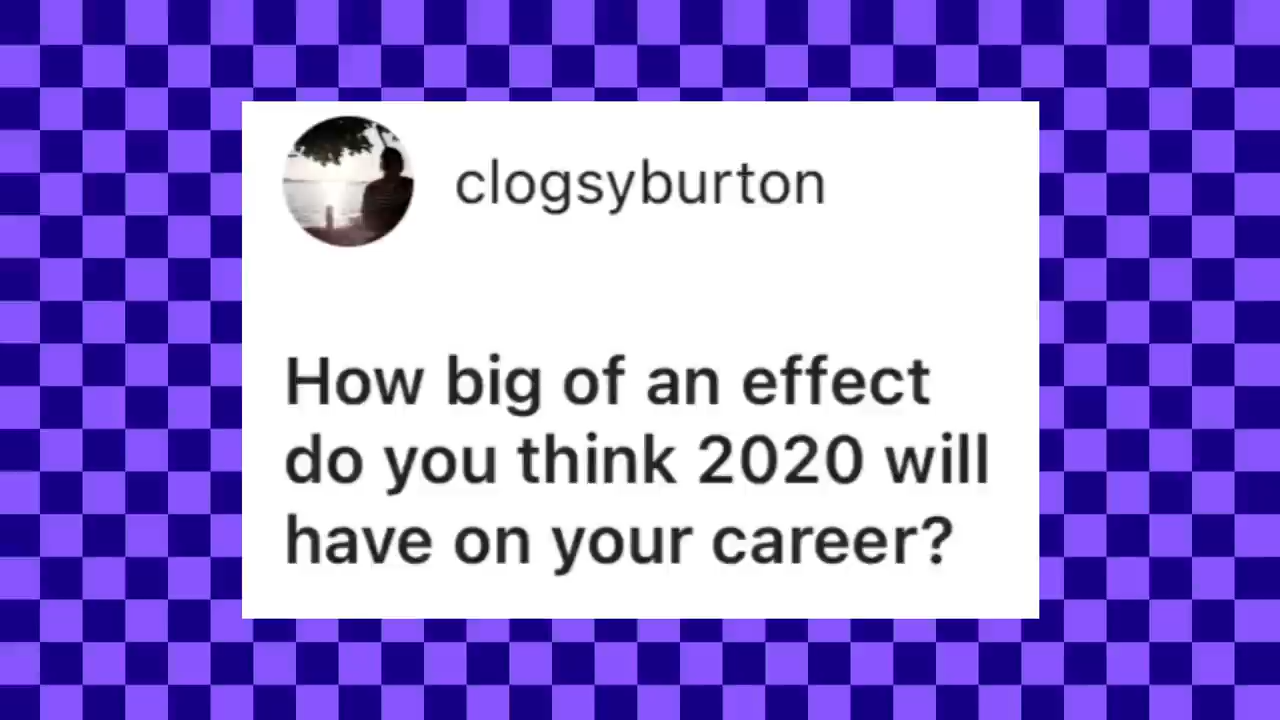 clogsyburton
How big of an effect
do you think 2020 will
have on your career?